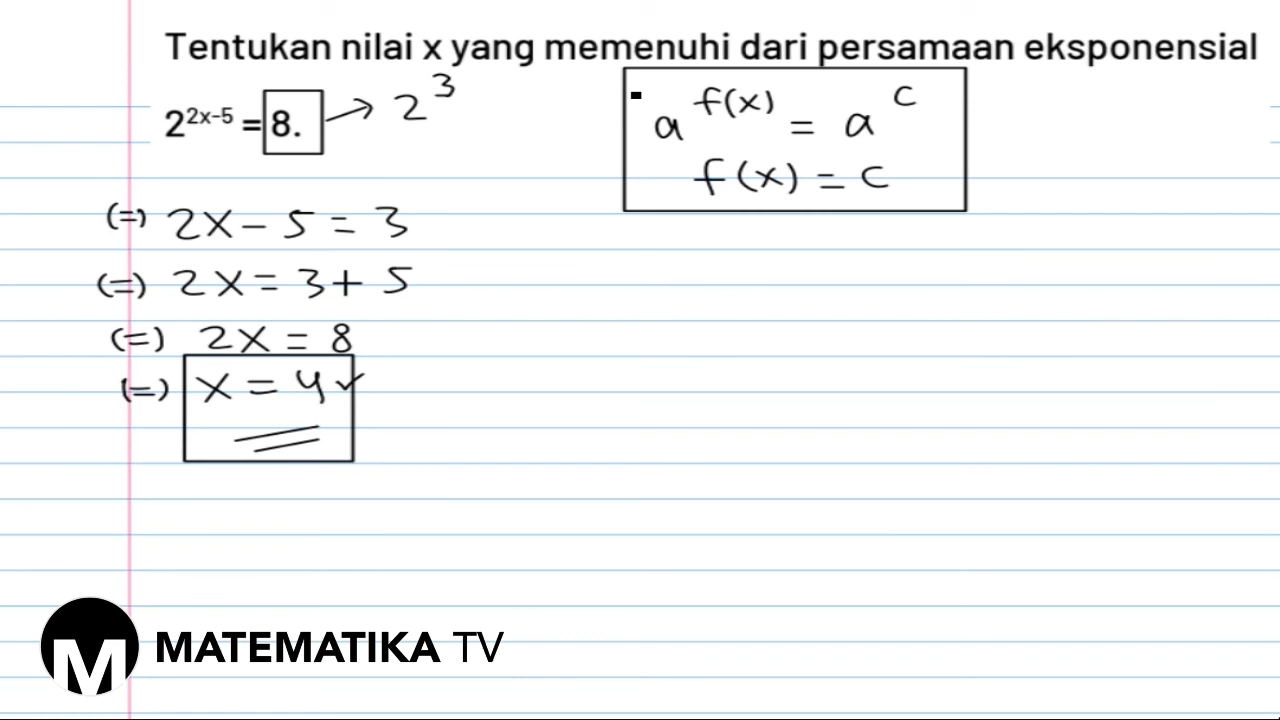 Tentukan nilai x yang memenuhi dari persamaan eksponensial
2^{2x-5} = 8. → 2^3
a^{f(x)} = a^c
f(x) = c
(=) 2x - 5 = 3
(=) 2x = 3 + 5
(=) 2x = 8
(=) x = 4 ✓
M MATEMATIKA TV